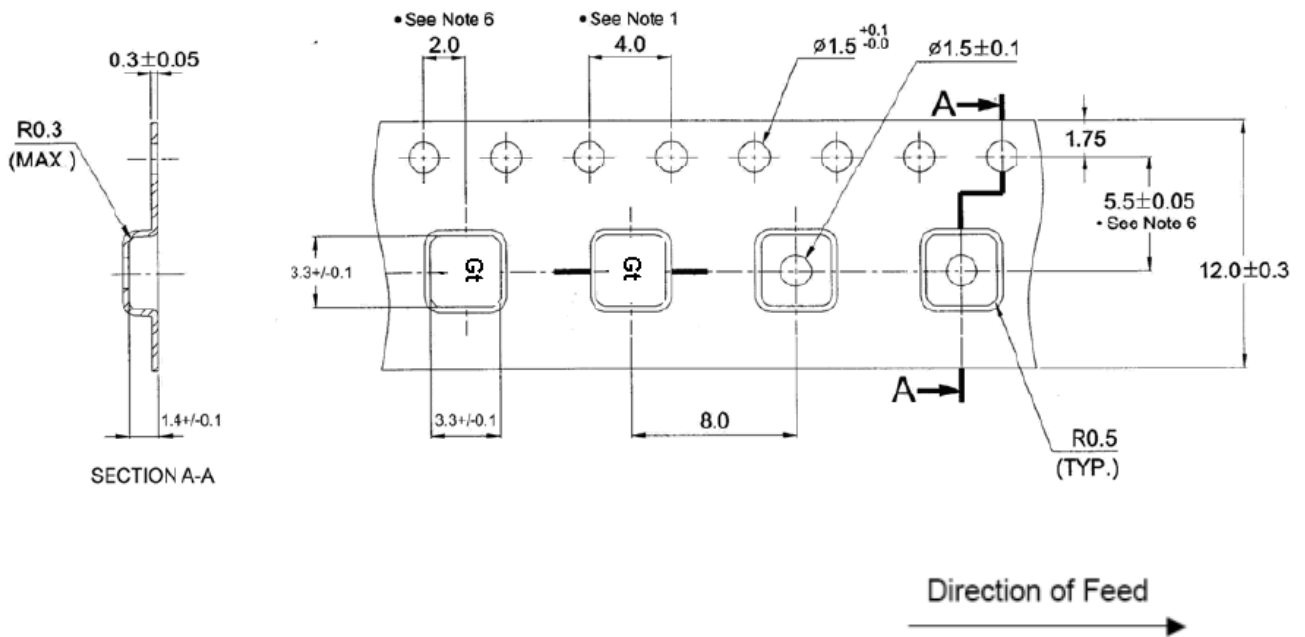 • See Note 6
2.0
• See Note 1
4.0
ø1.5 +0.1 -0.0
ø1.5±0.1
0.3±0.05
R0.3
(MAX.)
A
1.75
5.5±0.05
• See Note 6
12.0±0.3
3.3+/-0.1
Gt
Gt
1.4+/-0.1
3.3+/-0.1
8.0
A
R0.5
(TYP.)
SECTION A-A
Direction of Feed